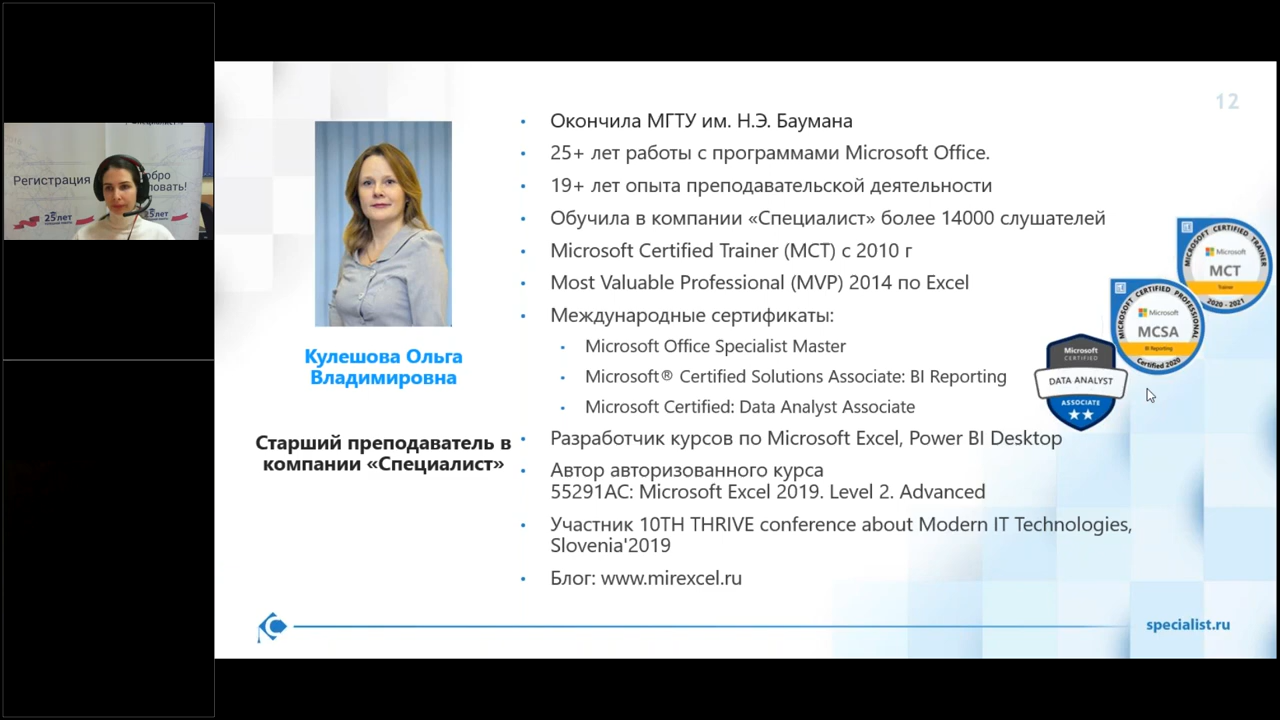 Регистрация
25лет
25лет
12
Окончила МГТУ им. Н.Э. Баумана
25+ лет работы с программами Microsoft Office.
19+ лет опыта преподавательской деятельности
Обучила в компании «Специалист» более 14000 слушателей
Microsoft Certified Trainer (MCT) с 2010 г
Most Valuable Professional (MVP) 2014 по Excel
Международные сертификаты:
Microsoft Office Specialist Master
Microsoft® Certified Solutions Associate: BI Reporting
Microsoft Certified: Data Analyst Associate
Разработчик курсов по Microsoft Excel, Power BI Desktop
Автор авторизованного курса
55291AC: Microsoft Excel 2019. Level 2. Advanced
Участник 10TH THRIVE conference about Modern IT Technologies,
Slovenia'2019
Блог: www.mirexcel.ru
Кулешова Ольга
Владимировна
Старший преподаватель в
компании «Специалист»
MICROSOFT CERTIFIED TRAINER
Microsoft
MCT
Trainer
2020 - 2021
MICROSOFT CERTIFIED PROFESSIONAL
Microsoft
MCSA
BI Reporting
Certified 2020
Microsoft
CERTIFIED
DATA ANALYST
ASSOCIATE
specialist.ru